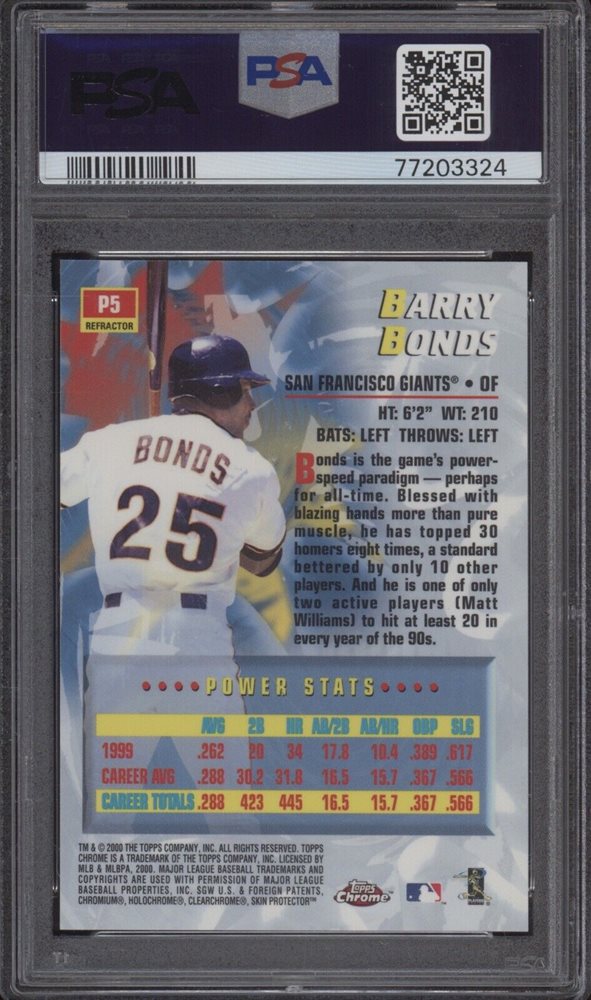 PSA
PSA
77203324
P5
REFRACTOR
BARRY
BONDS
SAN FRANCISCO GIANTS® • OF
HT: 6'2" WT: 210
BATS: LEFT THROWS: LEFT
Bonds is the game's power-
speed paradigm — perhaps
for all-time. Blessed with
blazing hands more than pure
muscle, he has topped 30
homers eight times, a standard
bettered by only 10 other
players. And he is one of only
two active players (Matt
Williams) to hit at least 20 in
every year of the 90s.
BONDS
25
••••POWER STATS••••
AVG 2B HR AB/2B AB/HR OBP SLG
1999 .262 20 34 17.8 10.4 .389 .617
CAREER AVG .288 30.2 31.8 16.5 15.7 .367 .566
CAREER TOTALS .288 423 445 16.5 15.7 .367 .566
TM & © 2000 THE TOPPS COMPANY, INC. ALL RIGHTS RESERVED. TOPPS
CHROME IS A TRADEMARK OF THE TOPPS COMPANY, INC. LICENSED BY
MLB & MLBPA, 2000. MAJOR LEAGUE BASEBALL TRADEMARKS AND
COPYRIGHTS ARE USED WITH PERMISSION OF MAJOR LEAGUE
BASEBALL PROPERTIES, INC. SGW U.S. & FOREIGN PATENTS,
CHROMIUM®, HOLOCHROME®, CLEARCHROME®, SKIN PROTECTOR™
Topps
Chrome
PSA